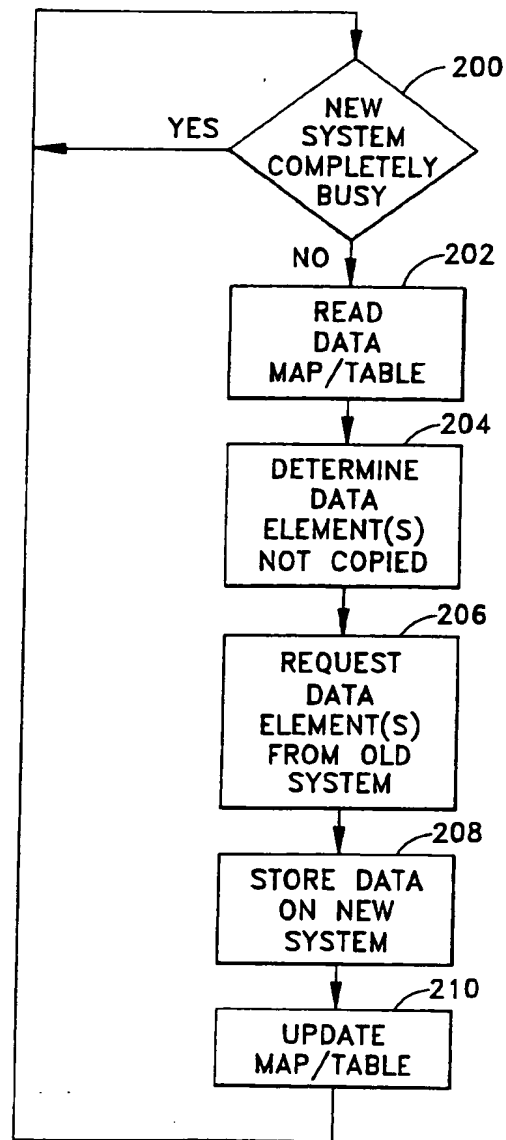 200
NEW
SYSTEM
COMPLETELY
BUSY
YES
NO
202
READ
DATA
MAP/TABLE
204
DETERMINE
DATA
ELEMENT(S)
NOT COPIED
206
REQUEST
DATA
ELEMENT(S)
FROM OLD
SYSTEM
208
STORE DATA
ON NEW
SYSTEM
210
UPDATE
MAP/TABLE